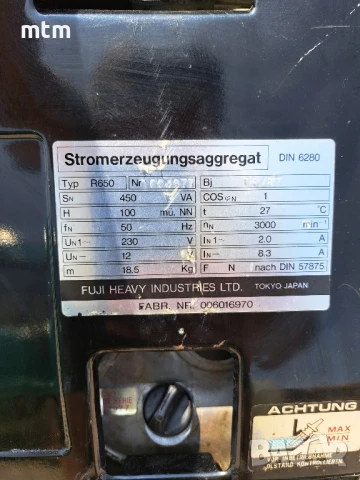 mtm
Stromerzeugungsaggregat DIN 6280
Typ R650 Nr Bj
SN 450 VA COSφN 1
H 100 mü. NN t 27 °C
fN 50 Hz nN 3000 min⁻¹
UN1~ 230 V IN1~ 2.0 A
UN⎓ 12 V IN⎓ 8.3 A
m 18.5 Kg F N nach DIN 57875
FUJI HEAVY INDUSTRIES LTD. TOKYO JAPAN
FABR. NR. 006016970
ACHTUNG
MAX
MIN